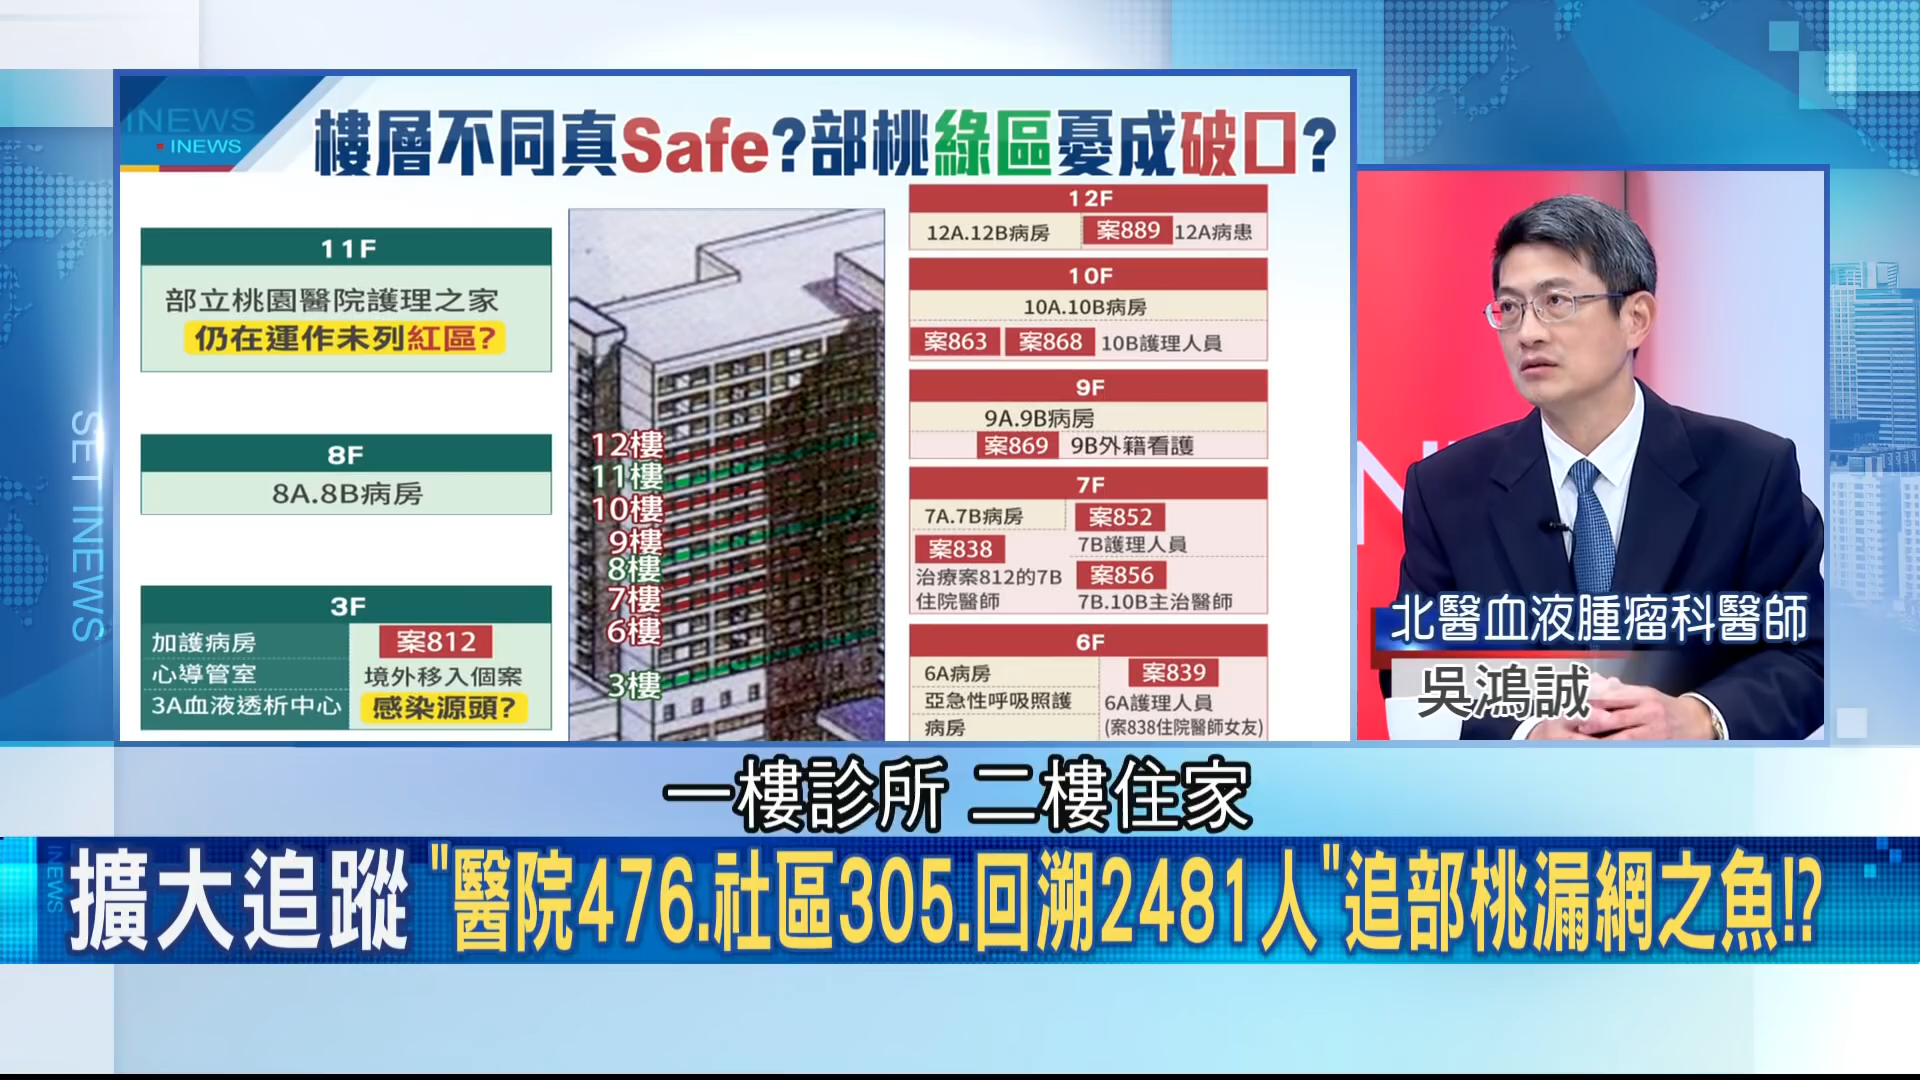 INEWS
INEWS
樓層不同真Safe?部桃綠區憂成破口?
11F
部立桃園醫院護理之家
仍在運作未列紅區?
8F
8A.8B病房
3F
加護病房
心導管室
3A血液透析中心
案812
境外移入個案
感染源頭?
12樓
11樓
10樓
9樓
8樓
7樓
6樓
3樓
12F
12A.12B病房
案889 12A病患
10F
10A.10B病房
案863 案868 10B護理人員
9F
9A.9B病房
案869 9B外籍看護
7F
7A.7B病房
案838
治療案812的7B
住院醫師
案852
7B護理人員
案856
7B.10B主治醫師
6F
6A病房
亞急性呼吸照護
病房
案839
6A護理人員
(案838住院醫師女友)
SET INEWS
北醫血液腫瘤科醫師
吳鴻誠
一樓診所 二樓住家
INEWS
擴大追蹤"醫院476.社區305.回溯2481人"追部桃漏網之魚!?